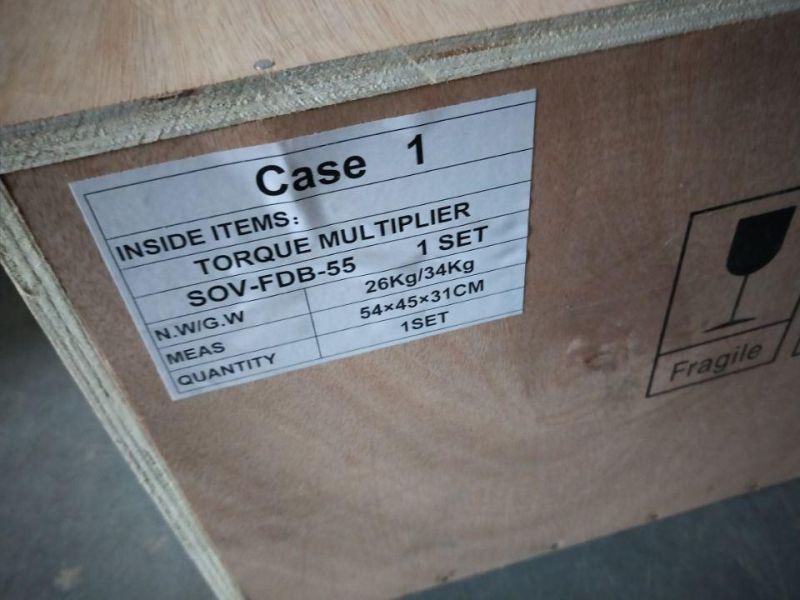 Case 1
INSIDE ITEMS:
TORQUE MULTIPLIER
SOV-FDB-55 1 SET
N.W/G.W 26Kg/34Kg
MEAS 54×45×31CM
QUANTITY 1SET
Fragile